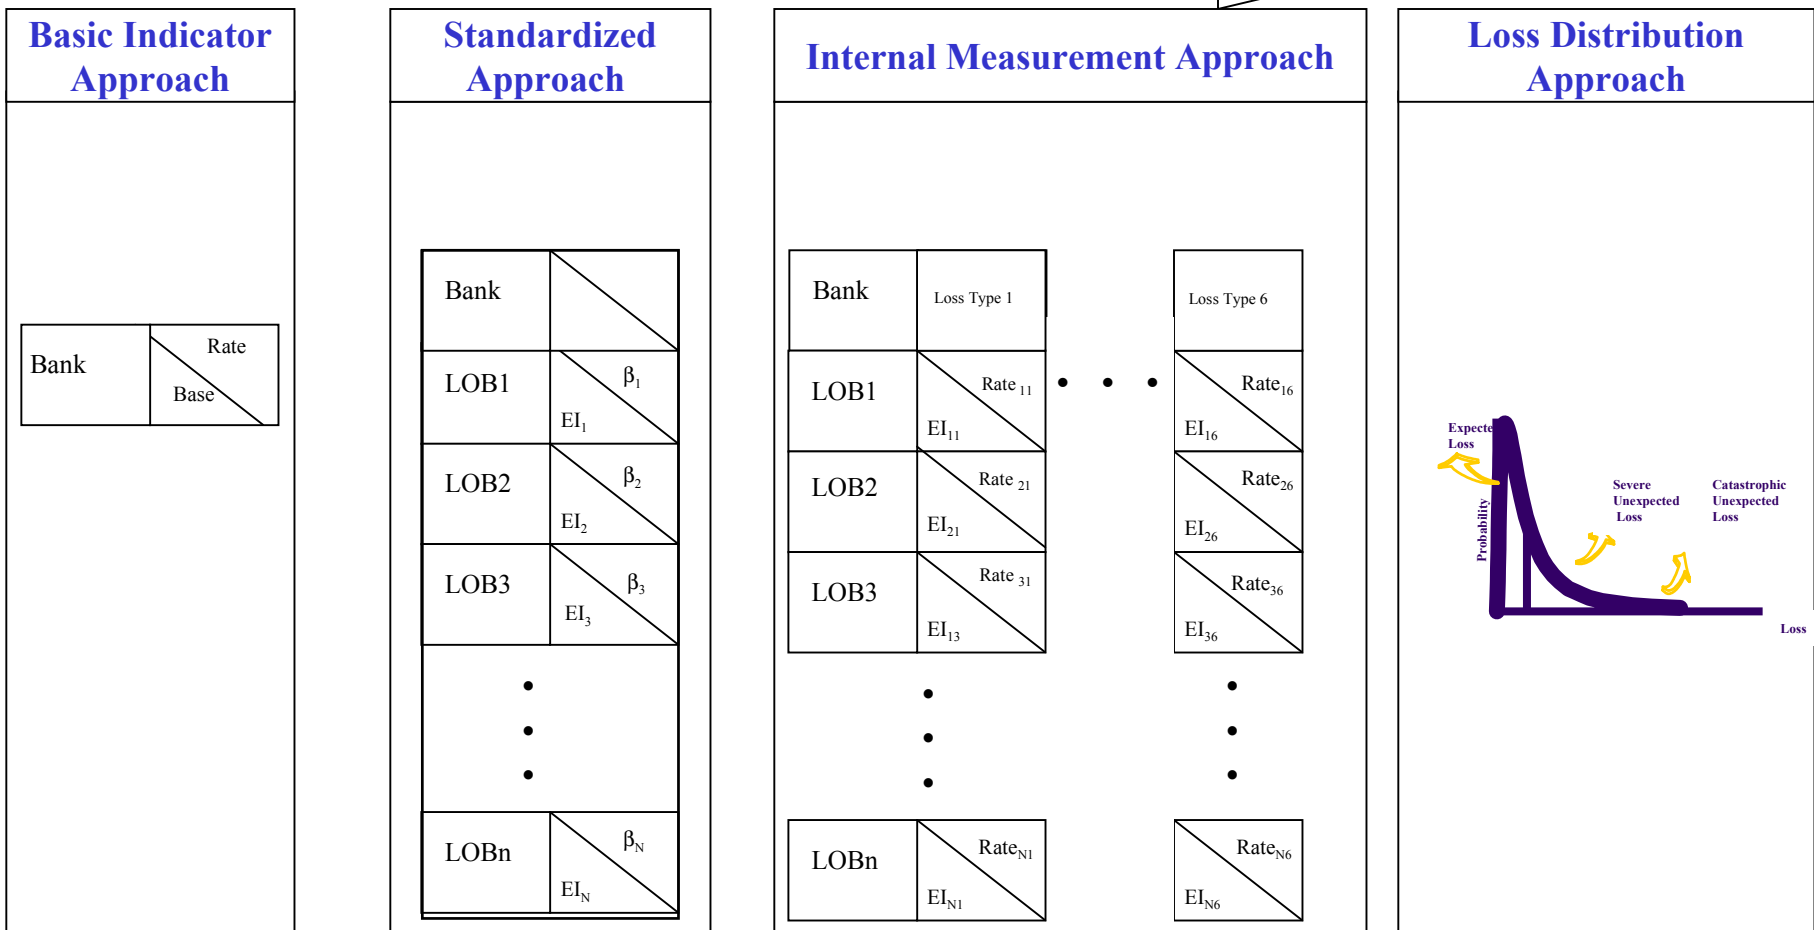 Basic Indicator
Approach
Bank
Rate
Base
Standardized
Approach
Bank
LOB1
β1
EI1
LOB2
β2
EI2
LOB3
β3
EI3
LOBn
βN
EIN
Internal Measurement Approach
Bank
Loss Type 1
Loss Type 6
LOB1
Rate 11
EI11
Rate16
EI16
LOB2
Rate 21
EI21
Rate26
EI26
LOB3
Rate 31
EI13
Rate36
EI36
LOBn
RateN1
EIN1
RateN6
EIN6
Loss Distribution
Approach
Expecte
Loss
Probability
Severe
Unexpected
Loss
Catastrophic
Unexpected
Loss
Loss